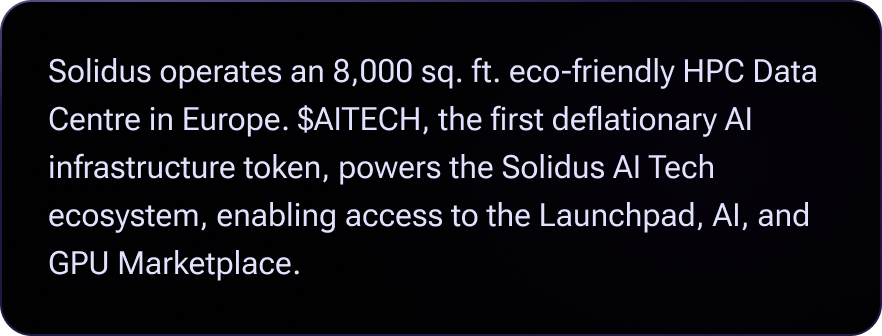 Solidus operates an 8,000 sq. ft. eco-friendly HPC Data
Centre in Europe. $AITECH, the first deflationary AI
infrastructure token, powers the Solidus AI Tech
ecosystem, enabling access to the Launchpad, AI, and
GPU Marketplace.